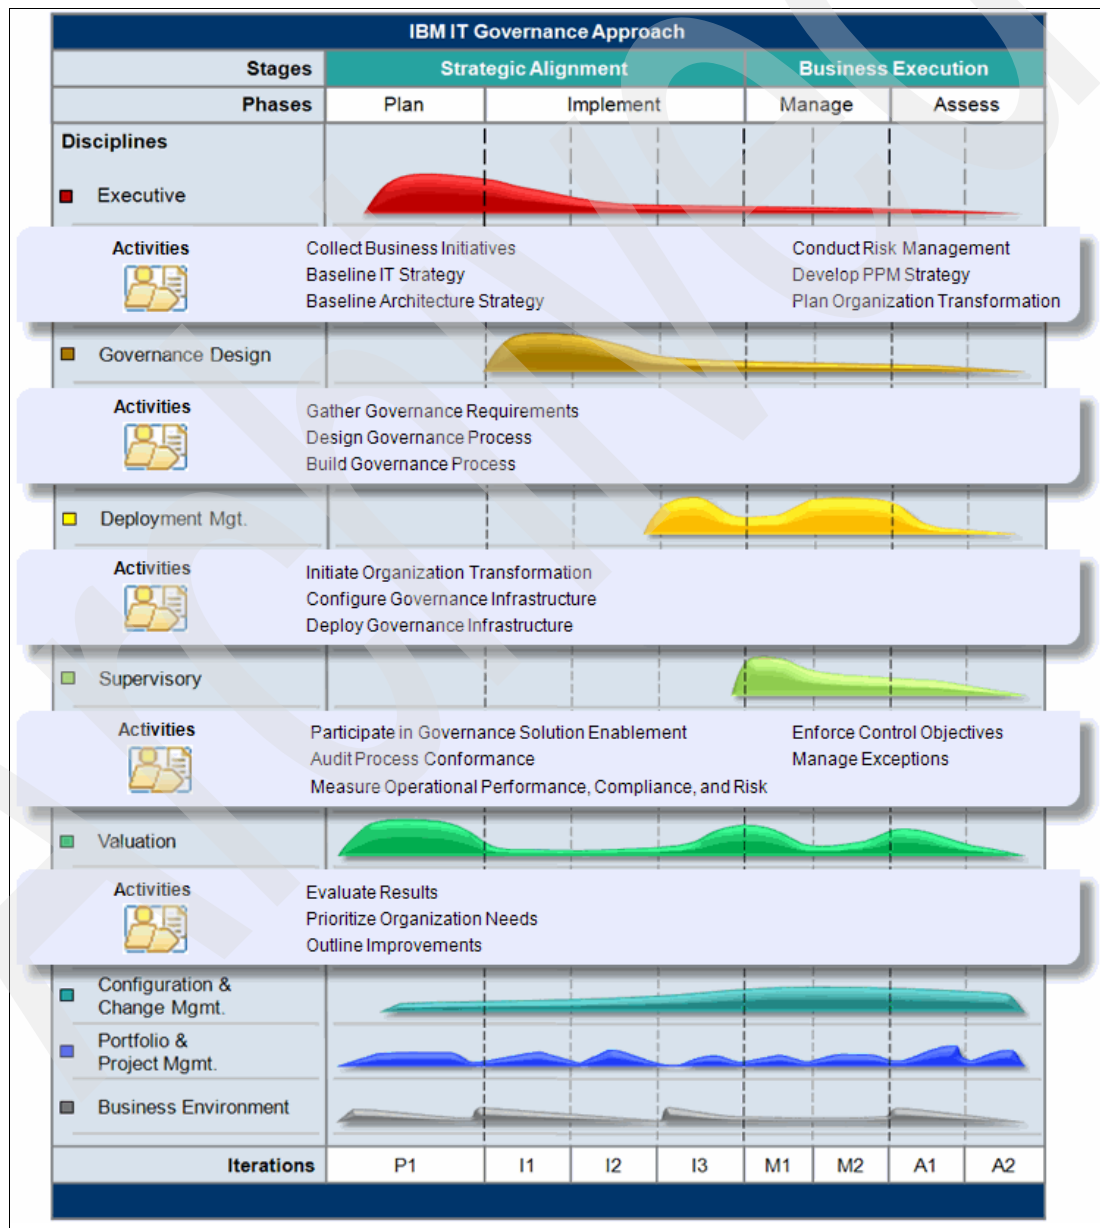 IBM IT Governance Approach
Stages Strategic Alignment Business Execution
Phases Plan Implement Manage Assess
Disciplines
Executive
Activities
Collect Business Initiatives Conduct Risk Management
Baseline IT Strategy Develop PPM Strategy
Baseline Architecture Strategy Plan Organization Transformation
Governance Design
Activities
Gather Governance Requirements
Design Governance Process
Build Governance Process
Deployment Mgt.
Activities
Initiate Organization Transformation
Configure Governance Infrastructure
Deploy Governance Infrastructure
Supervisory
Activities
Participate in Governance Solution Enablement Enforce Control Objectives
Audit Process Conformance Manage Exceptions
Measure Operational Performance, Compliance, and Risk
Valuation
Activities
Evaluate Results
Prioritize Organization Needs
Outline Improvements
Configuration &
Change Mgmt.
Portfolio &
Project Mgmt.
Business Environment
Iterations P1 I1 I2 I3 M1 M2 A1 A2